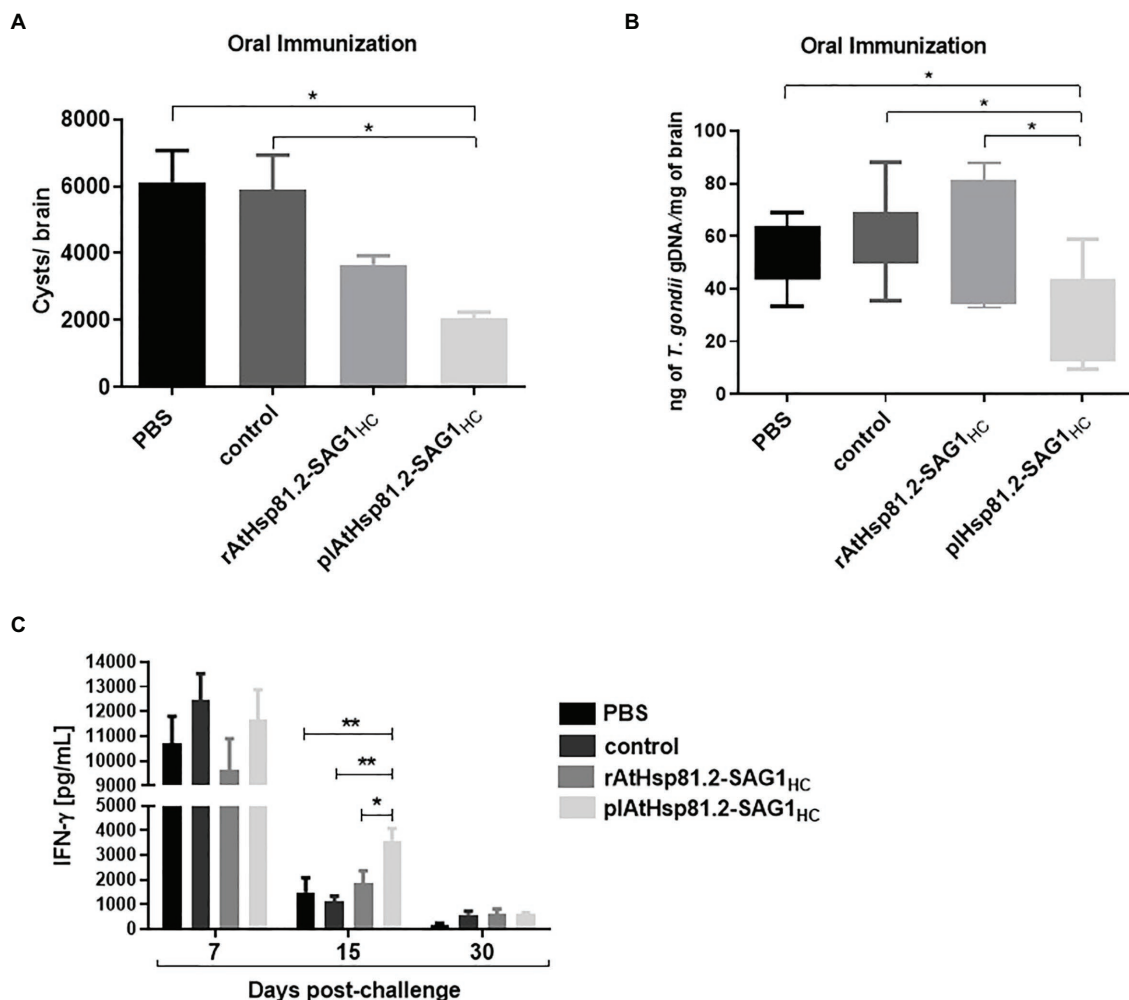 A
Oral Immunization
*
*
8000
6000
4000
2000
0
Cysts/ brain
PBS
control
rAtHsp81.2-SAG1HC
plAtHsp81.2-SAG1HC
B
Oral Immunization
*
*
*
100
80
60
40
20
0
ng of T. gondii gDNA/mg of brain
PBS
control
rAtHsp81.2-SAG1HC
plHsp81.2-SAG1HC
C
14000
13000
12000
11000
10000
9000
5000
4000
3000
2000
1000
0
IFN-γ [pg/mL]
**
**
*
7 15 30
Days post-challenge
PBS
control
rAtHsp81.2-SAG1HC
plAtHsp81.2-SAG1HC